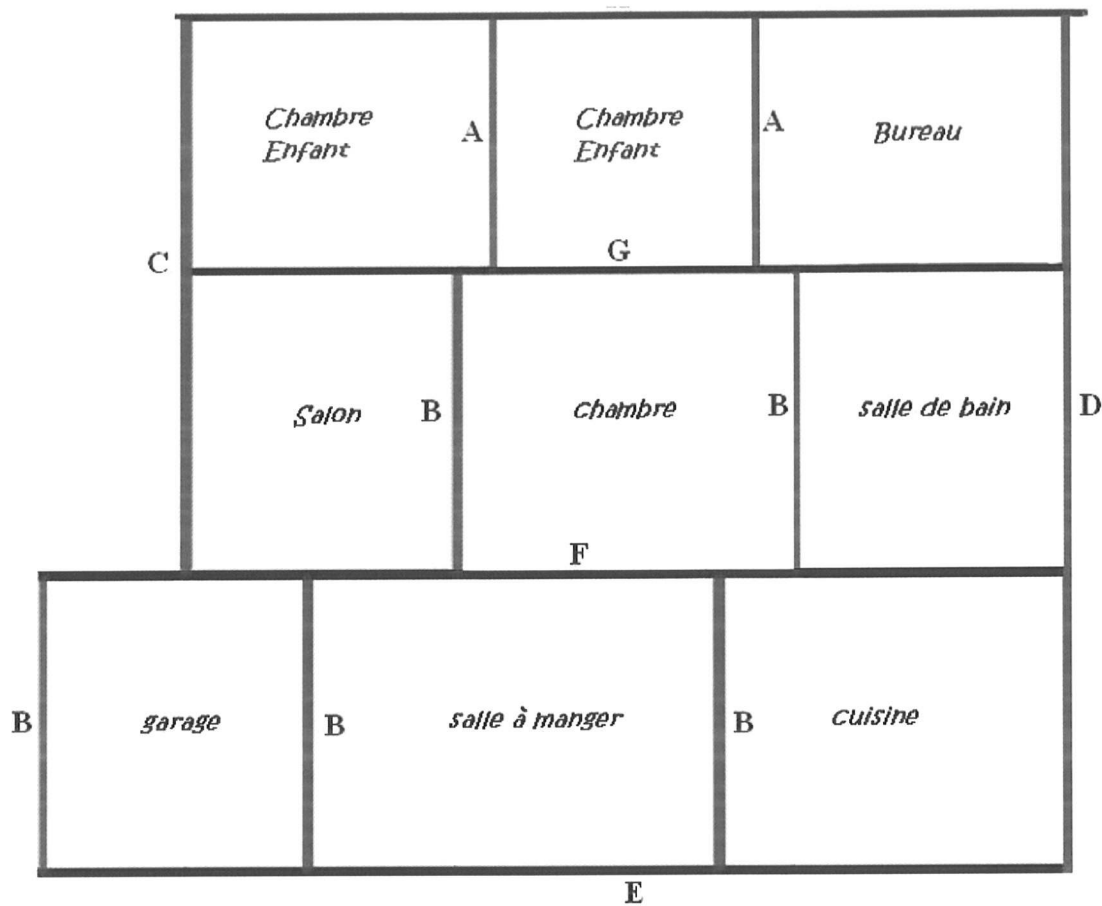 Chambre
Enfant
A
Chambre
Enfant
A
Bureau
C
G
Salon
B
chambre
B
salle de bain
D
F
B
garage
B
salle à manger
B
cuisine
E